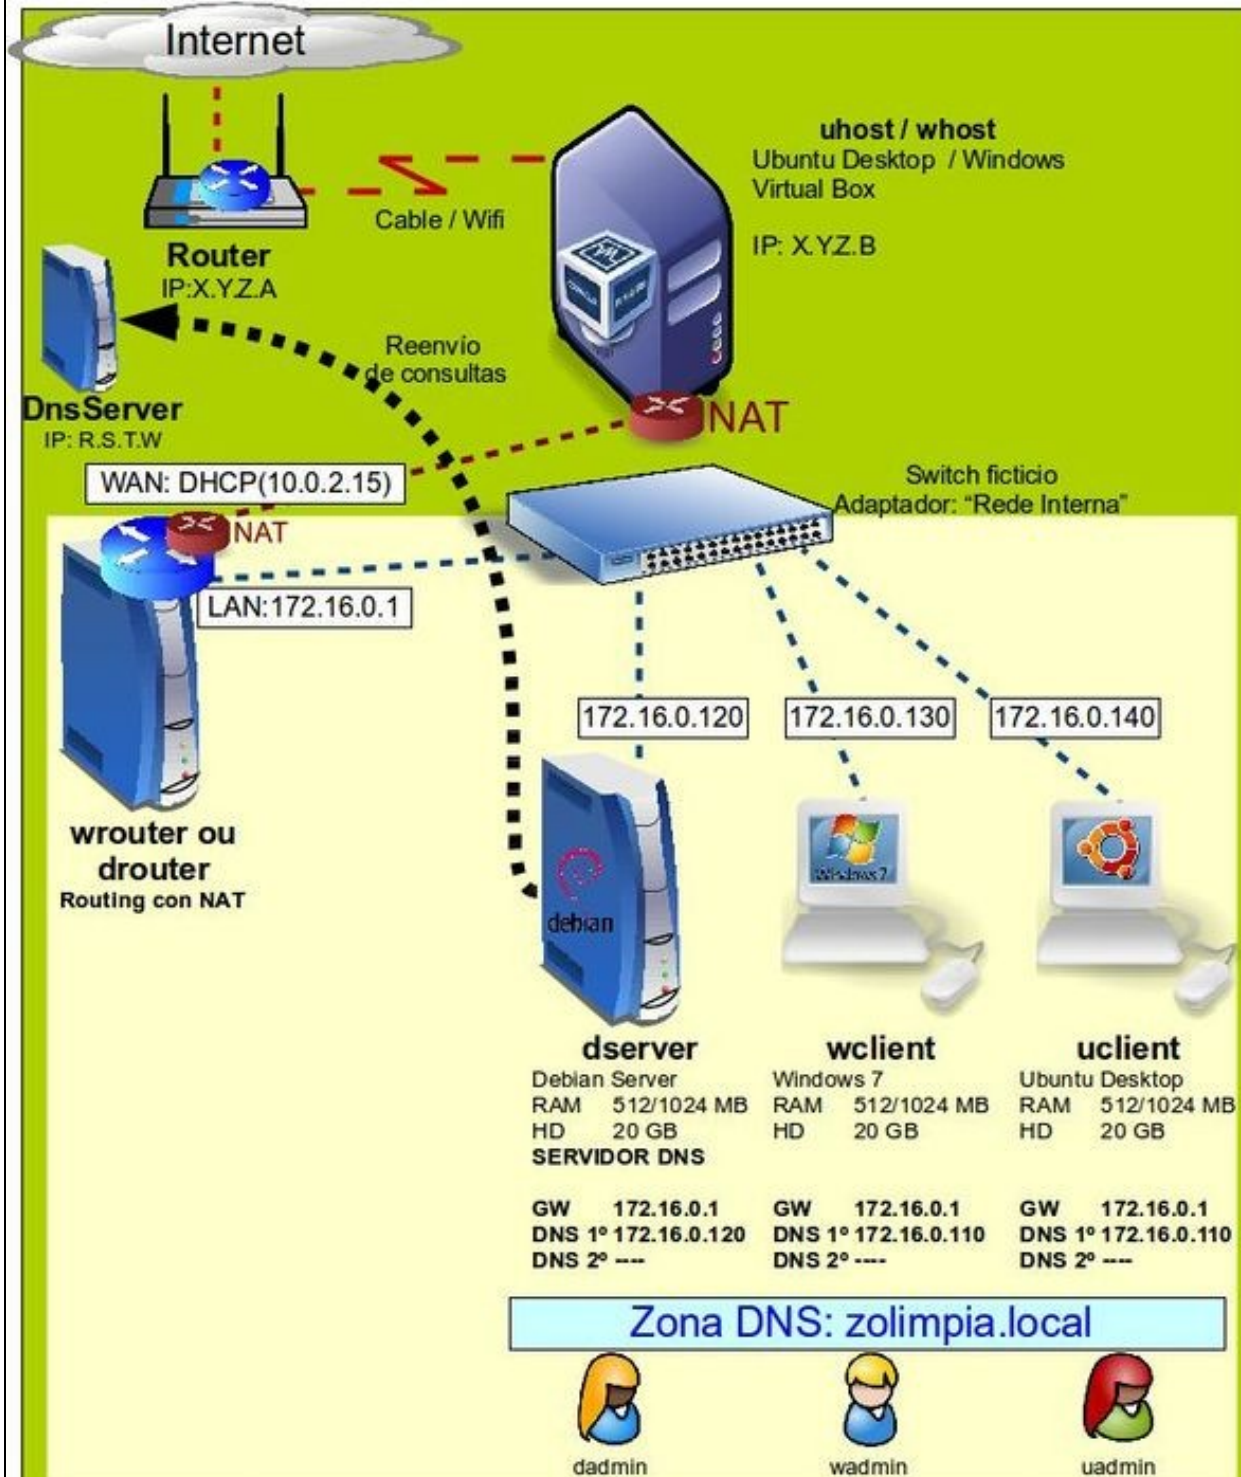 Internet
uhost / whost
Ubuntu Desktop / Windows
Virtual Box
IP: X.Y.Z.B
Cable / Wifi
Router
IP:X.Y.Z.A
Reenvío
de consultas
DnsServer
IP: R.S.T.W
NAT
WAN: DHCP(10.0.2.15)
Switch ficticio
Adaptador: “Rede Interna”
NAT
LAN:172.16.0.1
172.16.0.120
172.16.0.130
172.16.0.140
wrouter ou
drouter
Routing con NAT
debian
Windows 7
dserver
Debian Server
RAM 512/1024 MB
HD 20 GB
SERVIDOR DNS
GW 172.16.0.1
DNS 1º 172.16.0.120
DNS 2º ----
wclient
Windows 7
RAM 512/1024 MB
HD 20 GB
GW 172.16.0.1
DNS 1º 172.16.0.110
DNS 2º ----
uclient
Ubuntu Desktop
RAM 512/1024 MB
HD 20 GB
GW 172.16.0.1
DNS 1º 172.16.0.110
DNS 2º ----
Zona DNS: zolimpia.local
dadmin
wadmin
uadmin